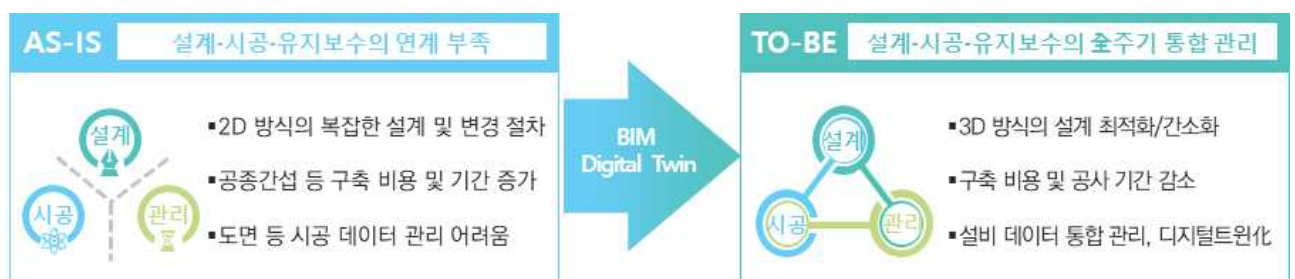 AS-IS 설계-시공-유지보수의 연계 부족
설계
시공
관리
▪2D 방식의 복잡한 설계 및 변경 절차
▪공종간섭 등 구축 비용 및 기간 증가
▪도면 등 시공 데이터 관리 어려움
BIM
Digital Twin
TO-BE 설계-시공-유지보수의 全주기 통합 관리
설계
시공
관리
▪3D 방식의 설계 최적화/간소화
▪구축 비용 및 공사 기간 감소
▪설비 데이터 통합 관리, 디지털트윈化